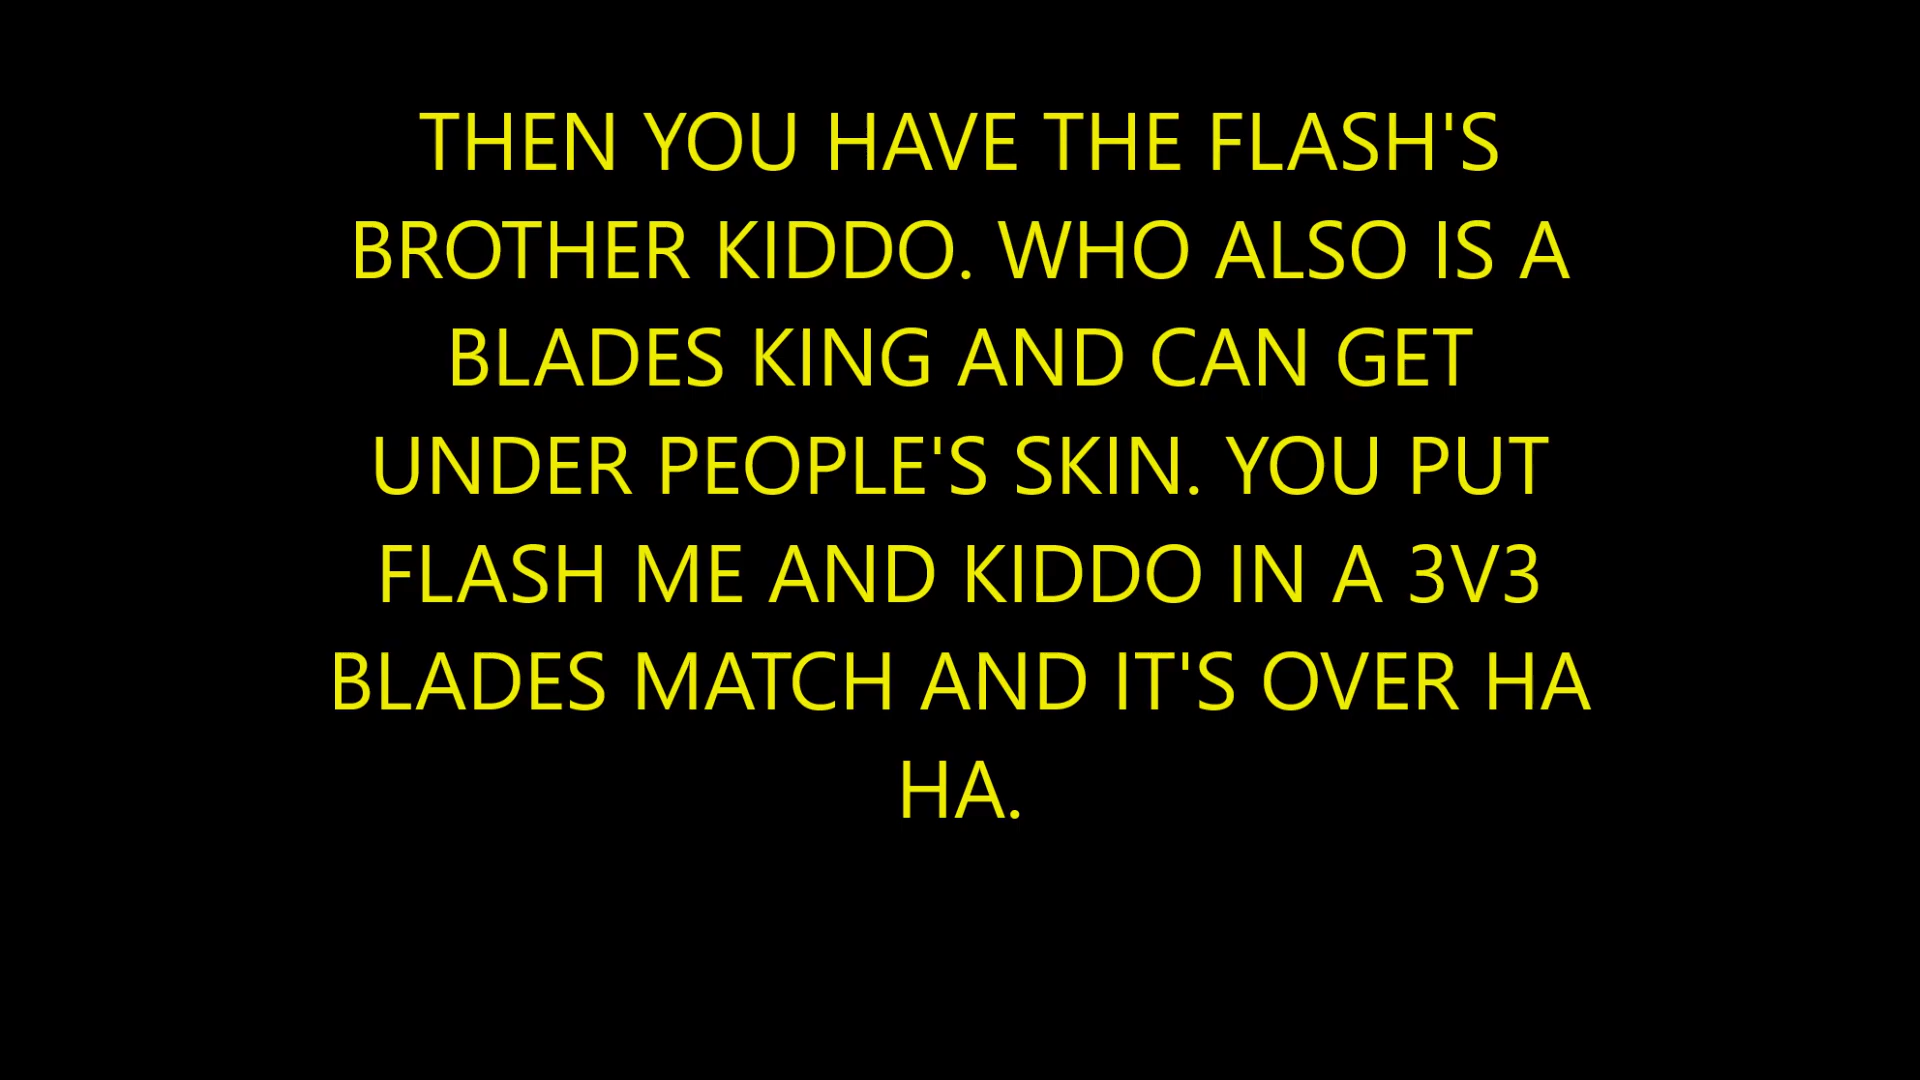 THEN YOU HAVE THE FLASH'S
BROTHER KIDDO. WHO ALSO IS A
BLADES KING AND CAN GET
UNDER PEOPLE'S SKIN. YOU PUT
FLASH ME AND KIDDO IN A 3V3
BLADES MATCH AND IT'S OVER HA
HA.